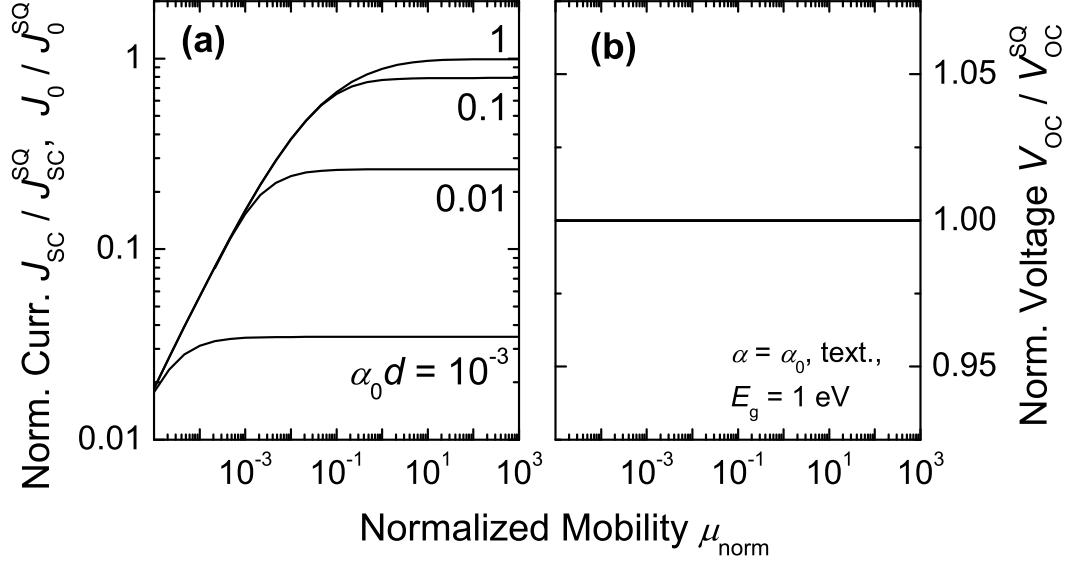 Norm. Curr. J_SC / J_SC^SQ, J_0 / J_0^SQ
(a)
1
0.1
0.01
1
0.1
0.01
α_0d = 10^-3
10^-3 10^-1 10^1 10^3
(b)
1.05
1.00
0.95
α = α_0, text.,
E_g = 1 eV
10^-3 10^-1 10^1 10^3
Norm. Voltage V_OC / V_OC^SQ
Normalized Mobility μ_norm